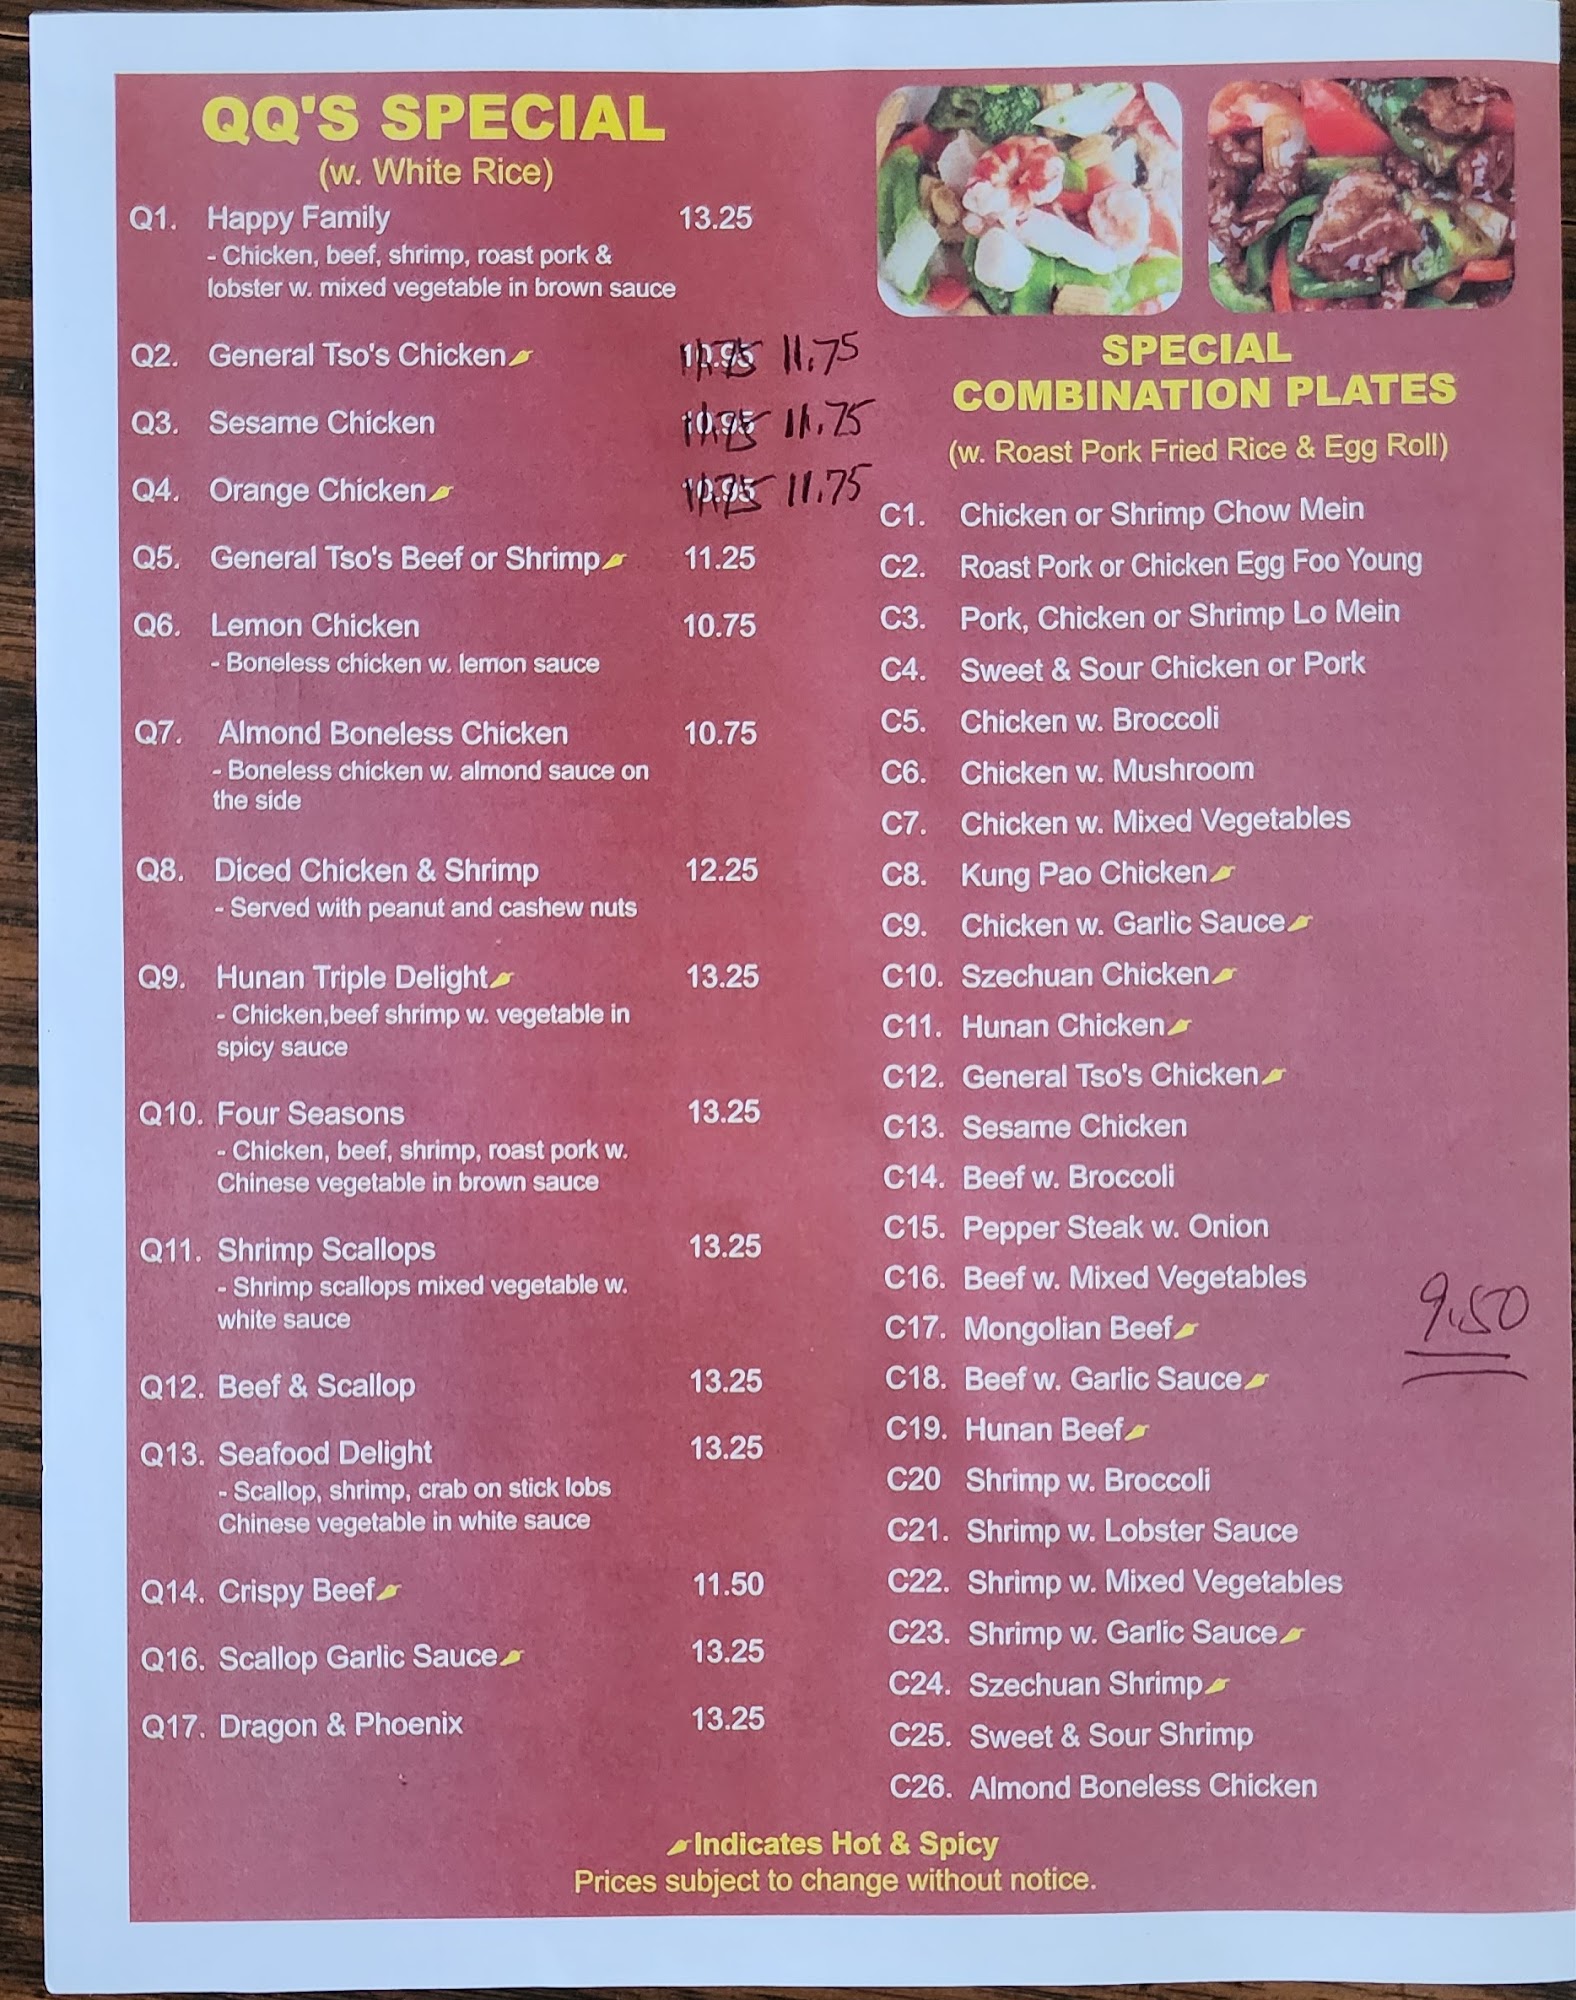 QQ'S SPECIAL
(w. White Rice)
Q1. Happy Family 13.25
- Chicken, beef, shrimp, roast pork &
lobster w. mixed vegetable in brown sauce
Q2. General Tso's Chicken 10.95 11.75 11.75
Q3. Sesame Chicken 10.95 11.75 11.75
Q4. Orange Chicken 10.95 11.75 11.75
Q5. General Tso's Beef or Shrimp 11.25
Q6. Lemon Chicken 10.75
- Boneless chicken w. lemon sauce
Q7. Almond Boneless Chicken 10.75
- Boneless chicken w. almond sauce on
the side
Q8. Diced Chicken & Shrimp 12.25
- Served with peanut and cashew nuts
Q9. Hunan Triple Delight 13.25
- Chicken,beef shrimp w. vegetable in
spicy sauce
Q10. Four Seasons 13.25
- Chicken, beef, shrimp, roast pork w.
Chinese vegetable in brown sauce
Q11. Shrimp Scallops 13.25
- Shrimp scallops mixed vegetable w.
white sauce
Q12. Beef & Scallop 13.25
Q13. Seafood Delight 13.25
- Scallop, shrimp, crab on stick lobs
Chinese vegetable in white sauce
Q14. Crispy Beef 11.50
Q16. Scallop Garlic Sauce 13.25
Q17. Dragon & Phoenix 13.25
SPECIAL
COMBINATION PLATES
(w. Roast Pork Fried Rice & Egg Roll)
C1. Chicken or Shrimp Chow Mein
C2. Roast Pork or Chicken Egg Foo Young
C3. Pork, Chicken or Shrimp Lo Mein
C4. Sweet & Sour Chicken or Pork
C5. Chicken w. Broccoli
C6. Chicken w. Mushroom
C7. Chicken w. Mixed Vegetables
C8. Kung Pao Chicken
C9. Chicken w. Garlic Sauce
C10. Szechuan Chicken
C11. Hunan Chicken
C12. General Tso's Chicken
C13. Sesame Chicken
C14. Beef w. Broccoli
C15. Pepper Steak w. Onion
C16. Beef w. Mixed Vegetables
9.50
C17. Mongolian Beef
C18. Beef w. Garlic Sauce
C19. Hunan Beef
C20 Shrimp w. Broccoli
C21. Shrimp w. Lobster Sauce
C22. Shrimp w. Mixed Vegetables
C23. Shrimp w. Garlic Sauce
C24. Szechuan Shrimp
C25. Sweet & Sour Shrimp
C26. Almond Boneless Chicken
Indicates Hot & Spicy
Prices subject to change without notice.